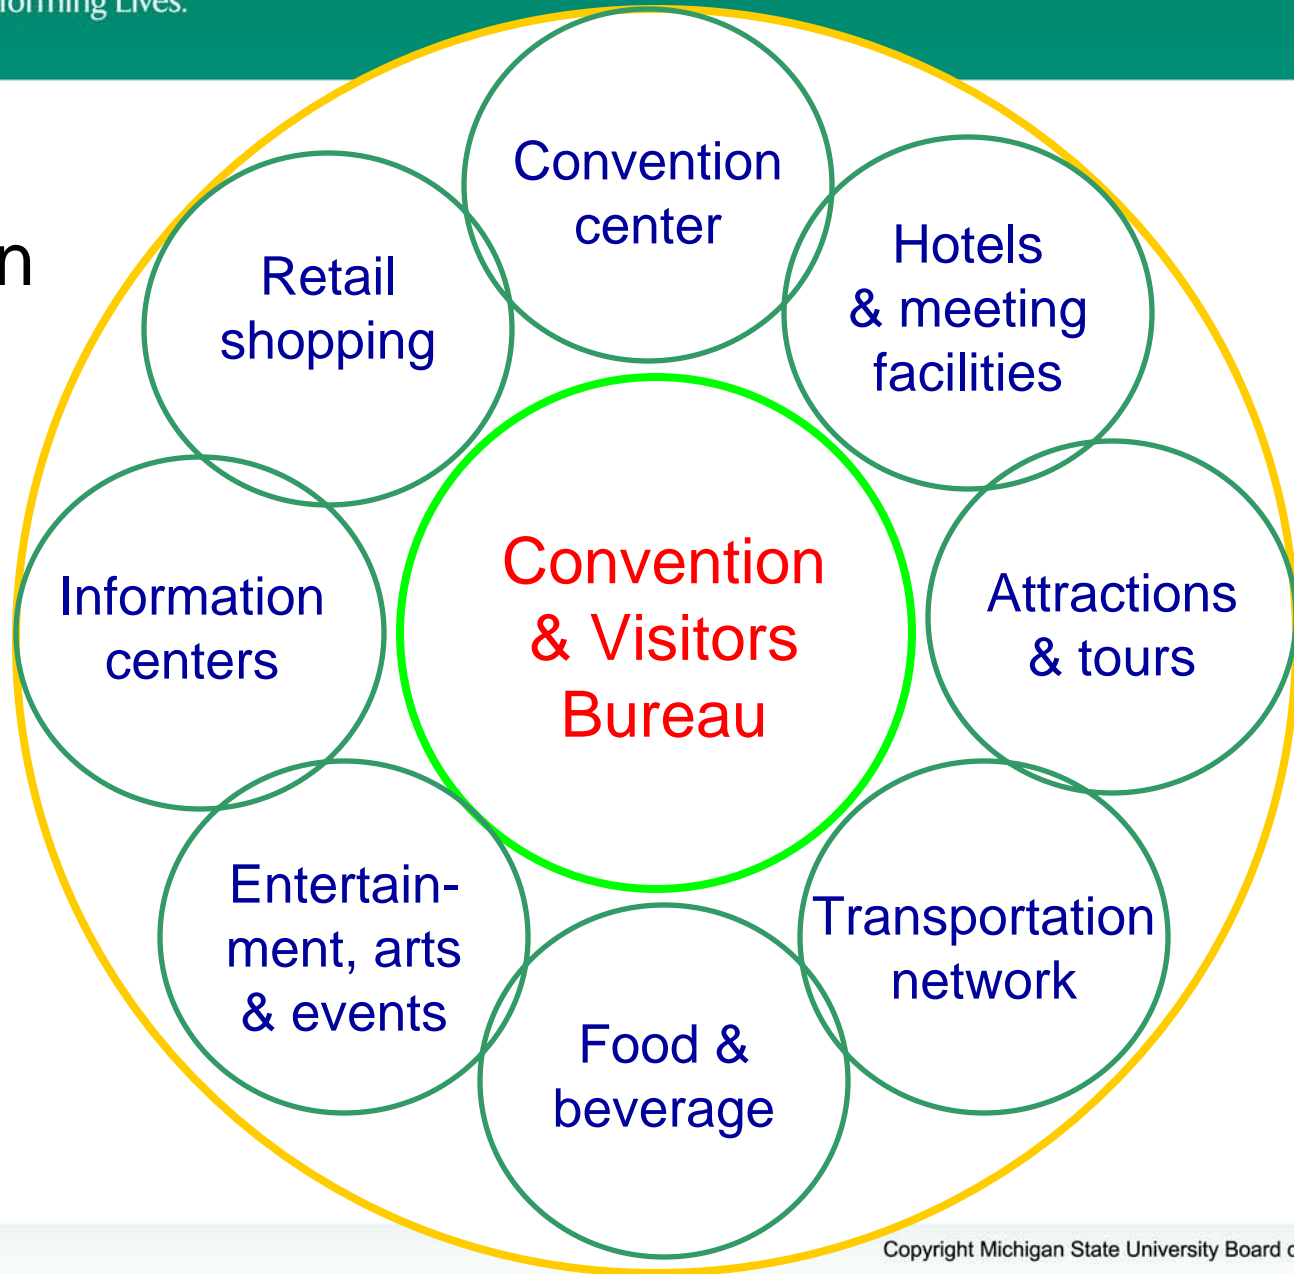 Lives.
Convention
center
Hotels
& meeting
facilities
Retail
shopping
Attractions
& tours
Information
centers
Convention
& Visitors
Bureau
Transportation
network
Entertain-
ment, arts
& events
Food &
beverage
Copyright Michigan State University Board